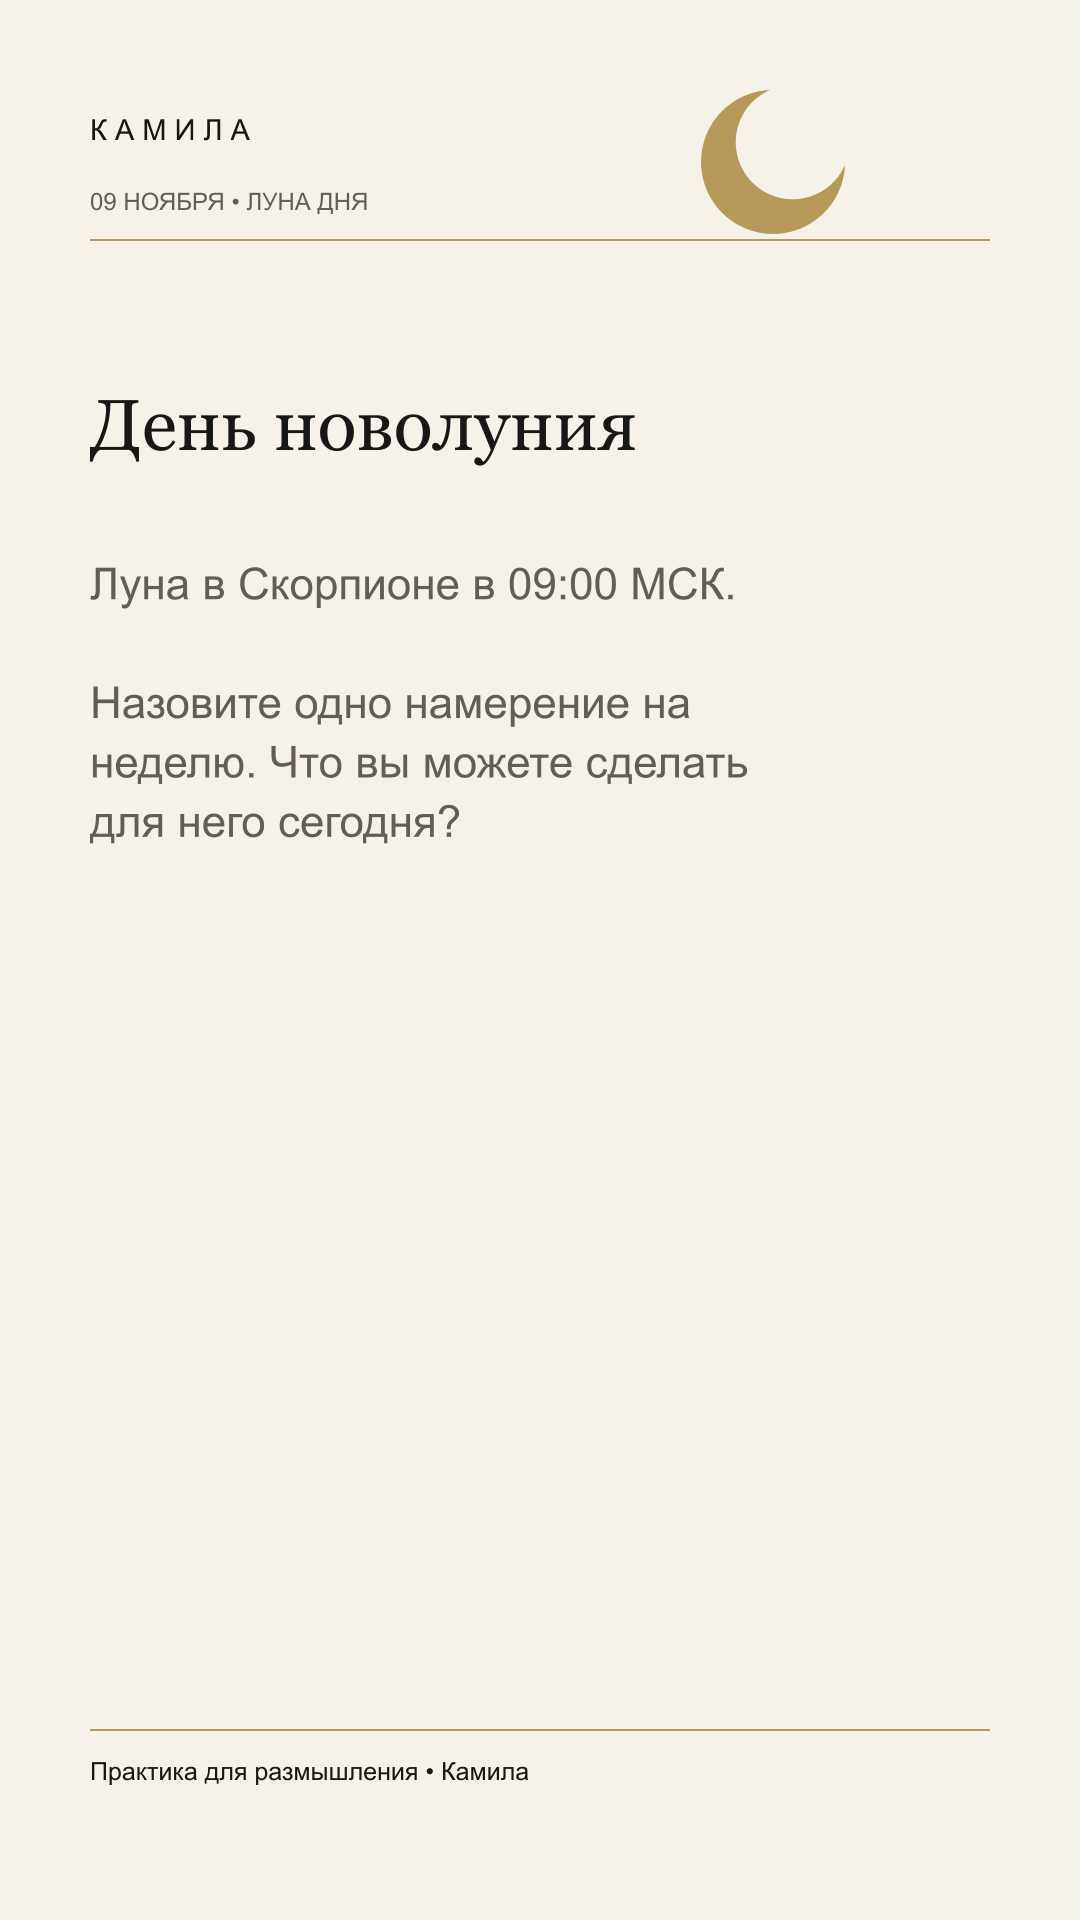 КАМИЛА
09 НОЯБРЯ • ЛУНА ДНЯ
День новолуния
Луна в Скорпионе в 09:00 МСК.
Назовите одно намерение на
неделю. Что вы можете сделать
для него сегодня?
Практика для размышления • Камила